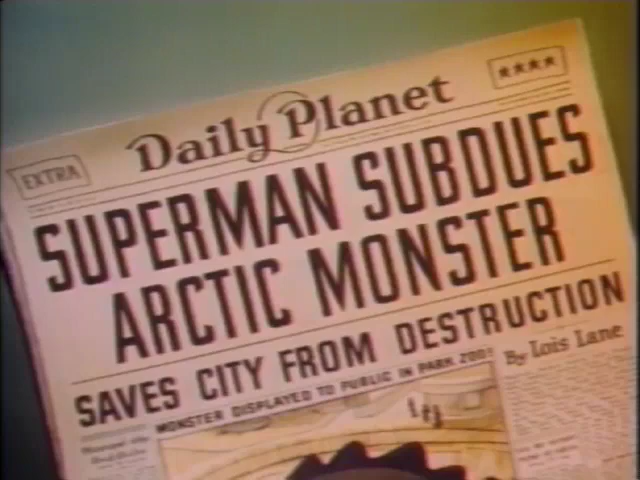 EXTRA
Daily Planet
★★★★
SUPERMAN SUBDUES
ARCTIC MONSTER
SAVES CITY FROM DESTRUCTION
MONSTER DISPLAYED TO PUBLIC IN PARK ZOO!
By Lois Lane